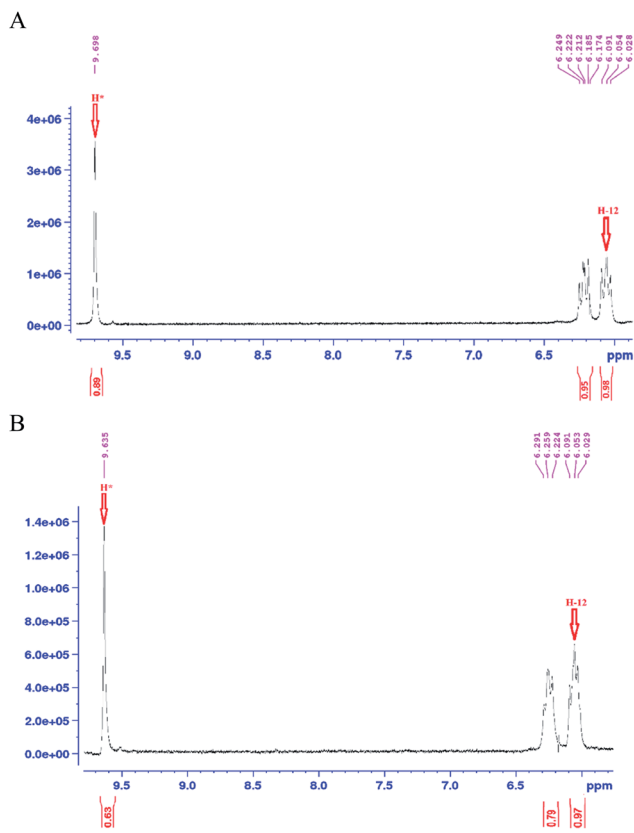 A
9.698
6.249
6.222
6.212
6.185
6.174
6.091
6.054
6.028
H*
H-12
4e+06
3e+06
2e+06
1e+06
0e+00
9.5
9.0
8.5
8.0
7.5
7.0
6.5
ppm
0.89
0.95
0.98
B
9.635
6.291
6.259
6.224
6.091
6.053
6.029
H*
H-12
1.4e+06
1.2e+06
1.0e+06
8.0e+05
6.0e+05
4.0e+05
2.0e+05
0.0e+00
9.5
9.0
8.5
8.0
7.5
7.0
6.5
ppm
0.63
0.79
0.97